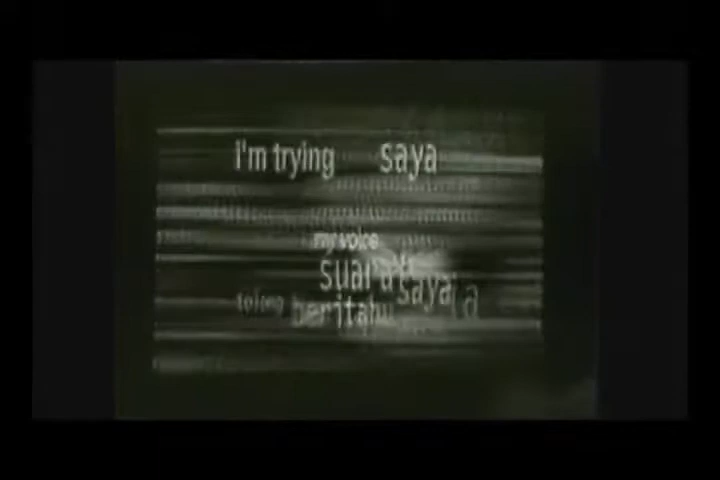 i'm trying saya
my voice
suara saya
tolong beritahu